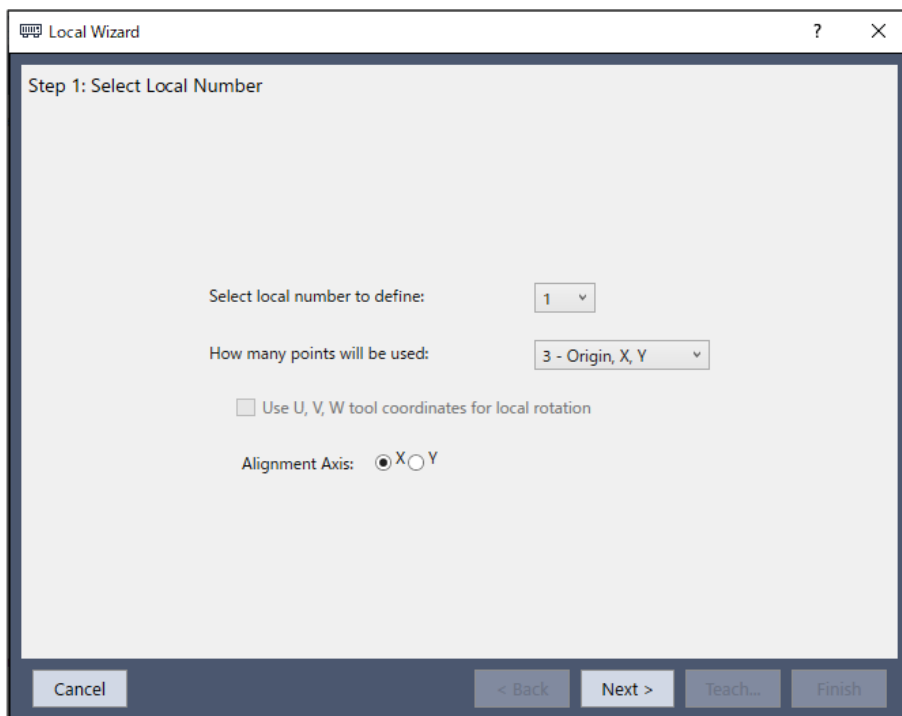 Local Wizard
?
Step 1: Select Local Number
Select local number to define:
1
How many points will be used:
3 - Origin, X, Y
Use U, V, W tool coordinates for local rotation
Alignment Axis:
X
Y
Cancel
< Back
Next >
Teach...
Finish